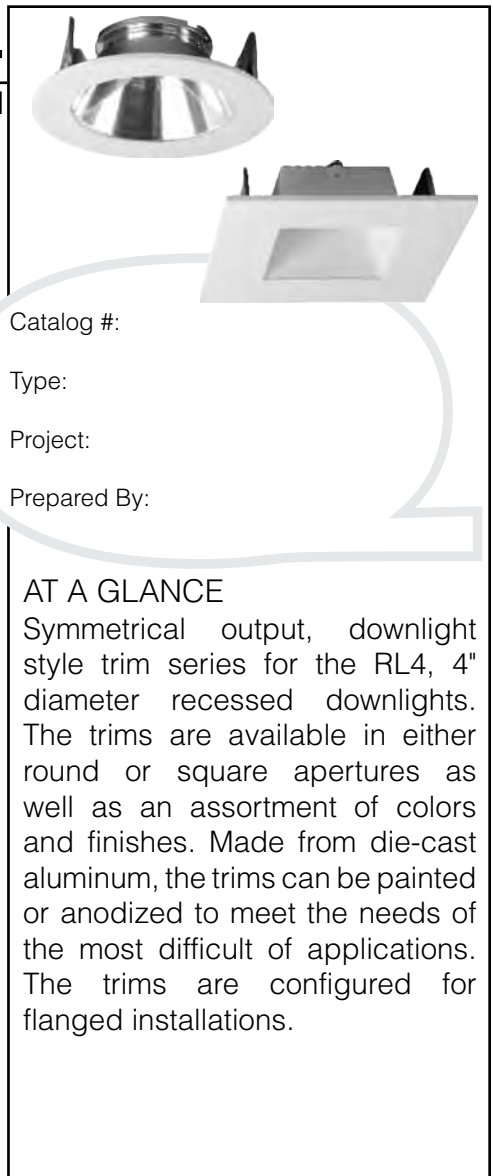 Catalog #:
Type:
Project:
Prepared By:
AT A GLANCE
Symmetrical output, downlight
style trim series for the RL4, 4"
diameter recessed downlights.
The trims are available in either
round or square apertures as
well as an assortment of colors
and finishes. Made from die-cast
aluminum, the trims can be painted
or anodized to meet the needs of
the most difficult of applications.
The trims are configured for
flanged installations.